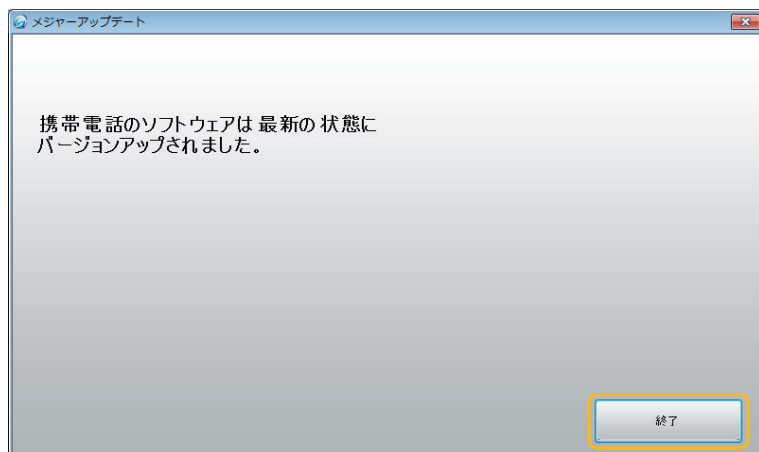 メジャーアップデート
携帯電話のソフトウェアは最新の状態に
バージョンアップされました。
終了